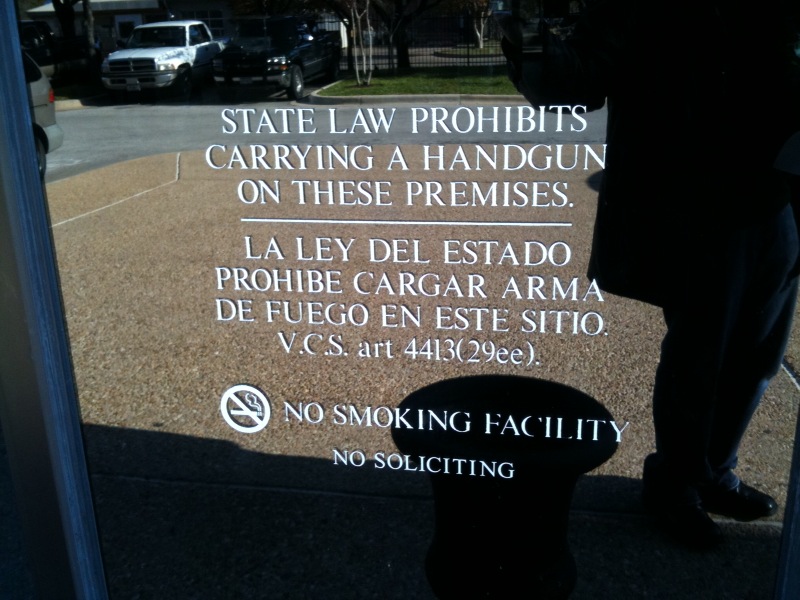 STATE LAW PROHIBITS
CARRYING A HANDGUN
ON THESE PREMISES.
LA LEY DEL ESTADO
PROHIBE CARGAR ARMA
DE FUEGO EN ESTE SITIO.
V.C.S. art 4413(29ee).
NO SMOKING FACILITY
NO SOLICITING